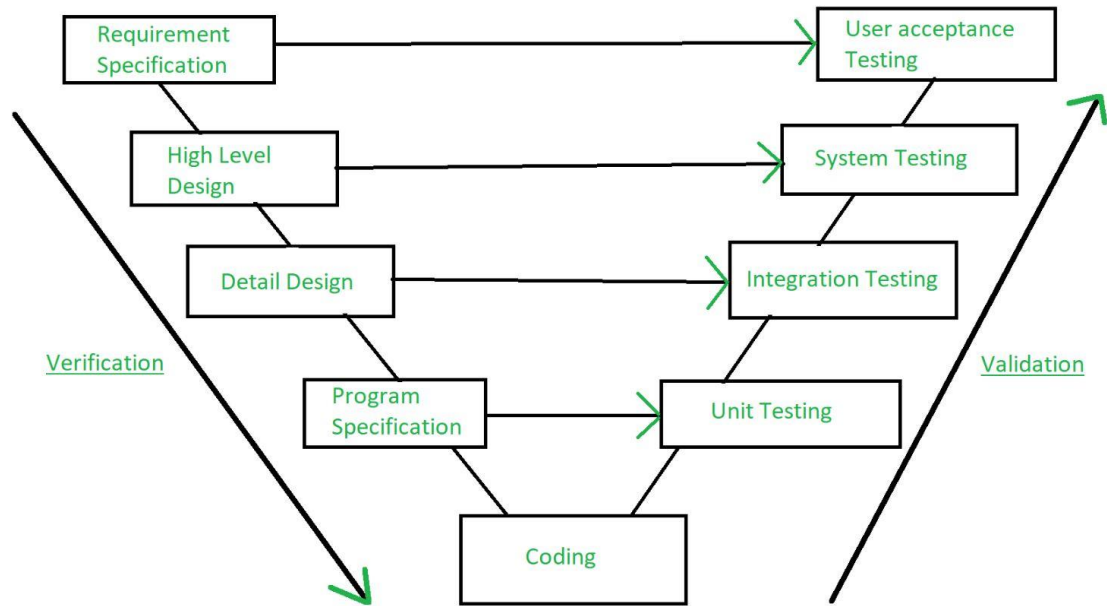 Requirement
Specification
User acceptance
Testing
High Level
Design
System Testing
Detail Design
Integration Testing
Verification
Validation
Program
Specification
Unit Testing
Coding